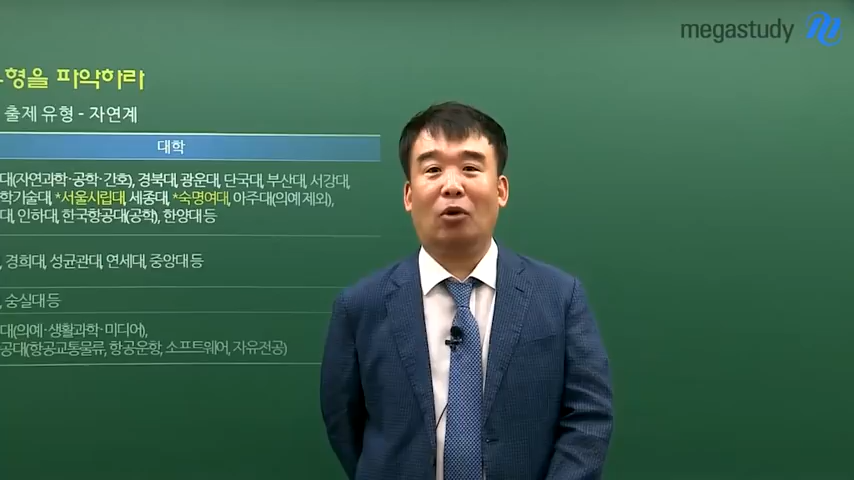 megastudy
형을 파악하라
출제 유형 - 자연계
대학
대(자연과학·공학·간호), 경북대, 광운대, 단국대, 부산대, 서강대,
학기술대, *서울시립대, 세종대, *숙명여대, 아주대(의예 제외),
대, 인하대, 한국항공대(공학), 한양대 등
, 경희대, 성균관대, 연세대, 중앙대 등
, 숭실대 등
대(의예·생활과학·미디어),
공대(항공교통물류, 항공운항, 소프트웨어, 자유전공)